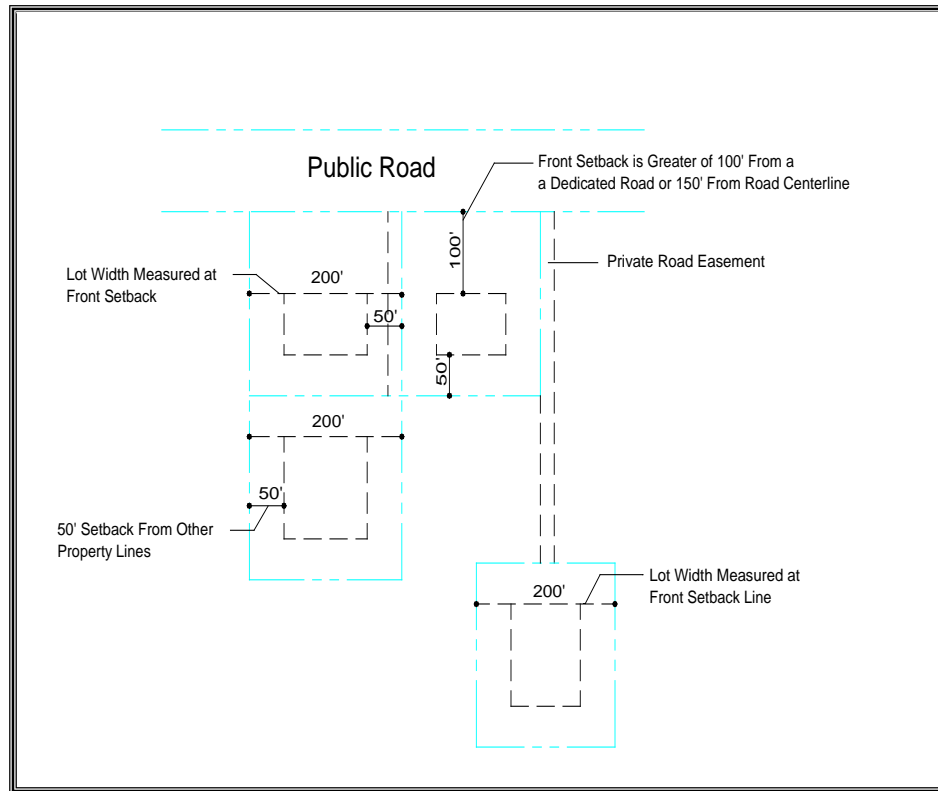 Public Road
Front Setback is Greater of 100' From a
a Dedicated Road or 150' From Road Centerline
100'
Private Road Easement
Lot Width Measured at
Front Setback
200'
50'
50'
200'
50'
50' Setback From Other
Property Lines
Lot Width Measured at
Front Setback Line
200'